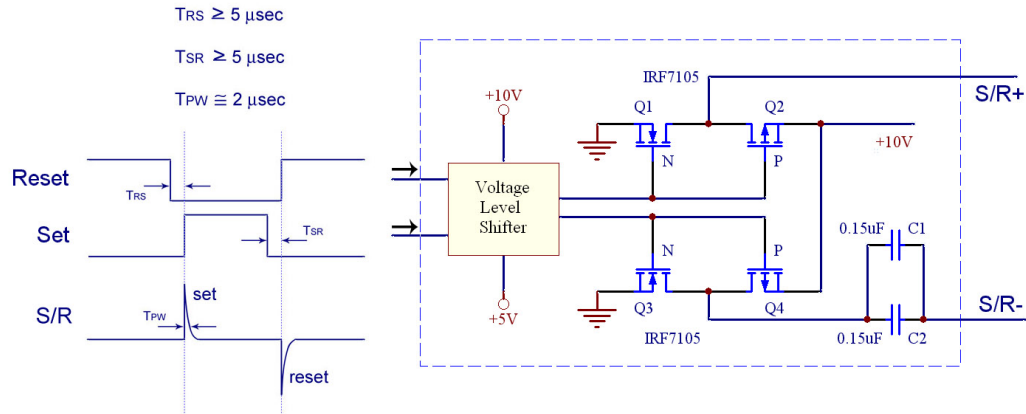 TRS ≥ 5 μsec
TSR ≥ 5 μsec
TPW ≅ 2 μsec
Reset
TRS
Set
TSR
S/R
set
TPW
reset
+10V
Voltage
Level
Shifter
+5V
IRF7105
Q1
Q2
N
P
S/R+
+10V
N
P
Q3
Q4
IRF7105
0.15uF
C1
0.15uF
C2
S/R-